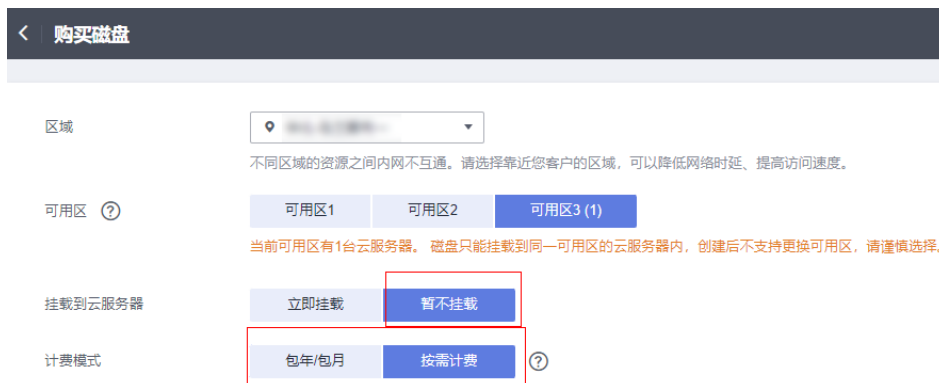 购买磁盘
区域
不同区域的资源之间内网不互通。请选择靠近您客户的区域，可以降低网络时延、提高访问速度。
可用区 ? 可用区1 可用区2 可用区3 (1)
当前可用区有1台云服务器。 磁盘只能挂载到同一可用区的云服务器内，创建后不支持更换可用区，请谨慎选择。
挂载到云服务器 立即挂载 暂不挂载
计费模式 包年/包月 按需计费 ?